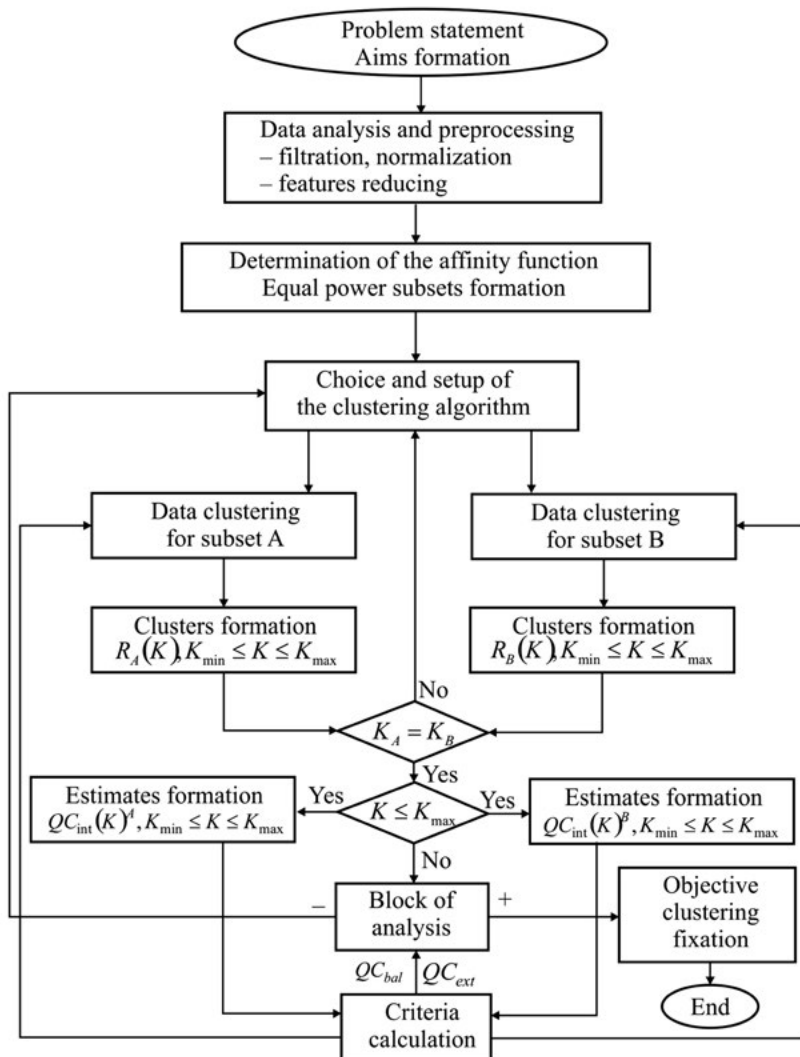 Problem statement
Aims formation
Data analysis and preprocessing
– filtration, normalization
– features reducing
Determination of the affinity function
Equal power subsets formation
Choice and setup of
the clustering algorithm
Data clustering
for subset A
Data clustering
for subset B
Clusters formation
R_A(K), K_min ≤ K ≤ K_max
Clusters formation
R_B(K), K_min ≤ K ≤ K_max
No
K_A = K_B
Yes
Estimates formation
QC_int(K)^A, K_min ≤ K ≤ K_max
Yes
K ≤ K_max
Yes
Estimates formation
QC_int(K)^B, K_min ≤ K ≤ K_max
No
–
Block of
analysis
+
Objective
clustering
fixation
QC_bal QC_ext
End
Criteria
calculation